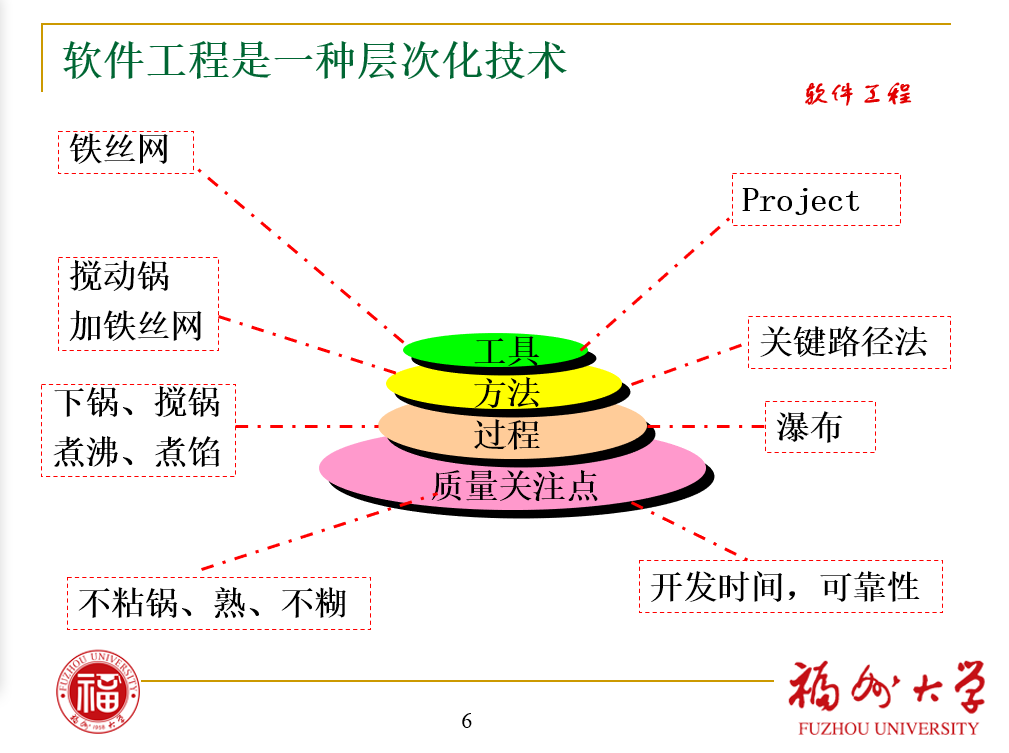 软件工程是一种层次化技术
软件工程
铁丝网
Project
搅动锅
加铁丝网
工具
关键路径法
方法
下锅、搅锅
煮沸、煮馅
过程
瀑布
质量关注点
不粘锅、熟、不糊
开发时间，可靠性
FUZHOU UNIVERSITY
福
福州大学
1958
6
福州大学
FUZHOU UNIVERSITY